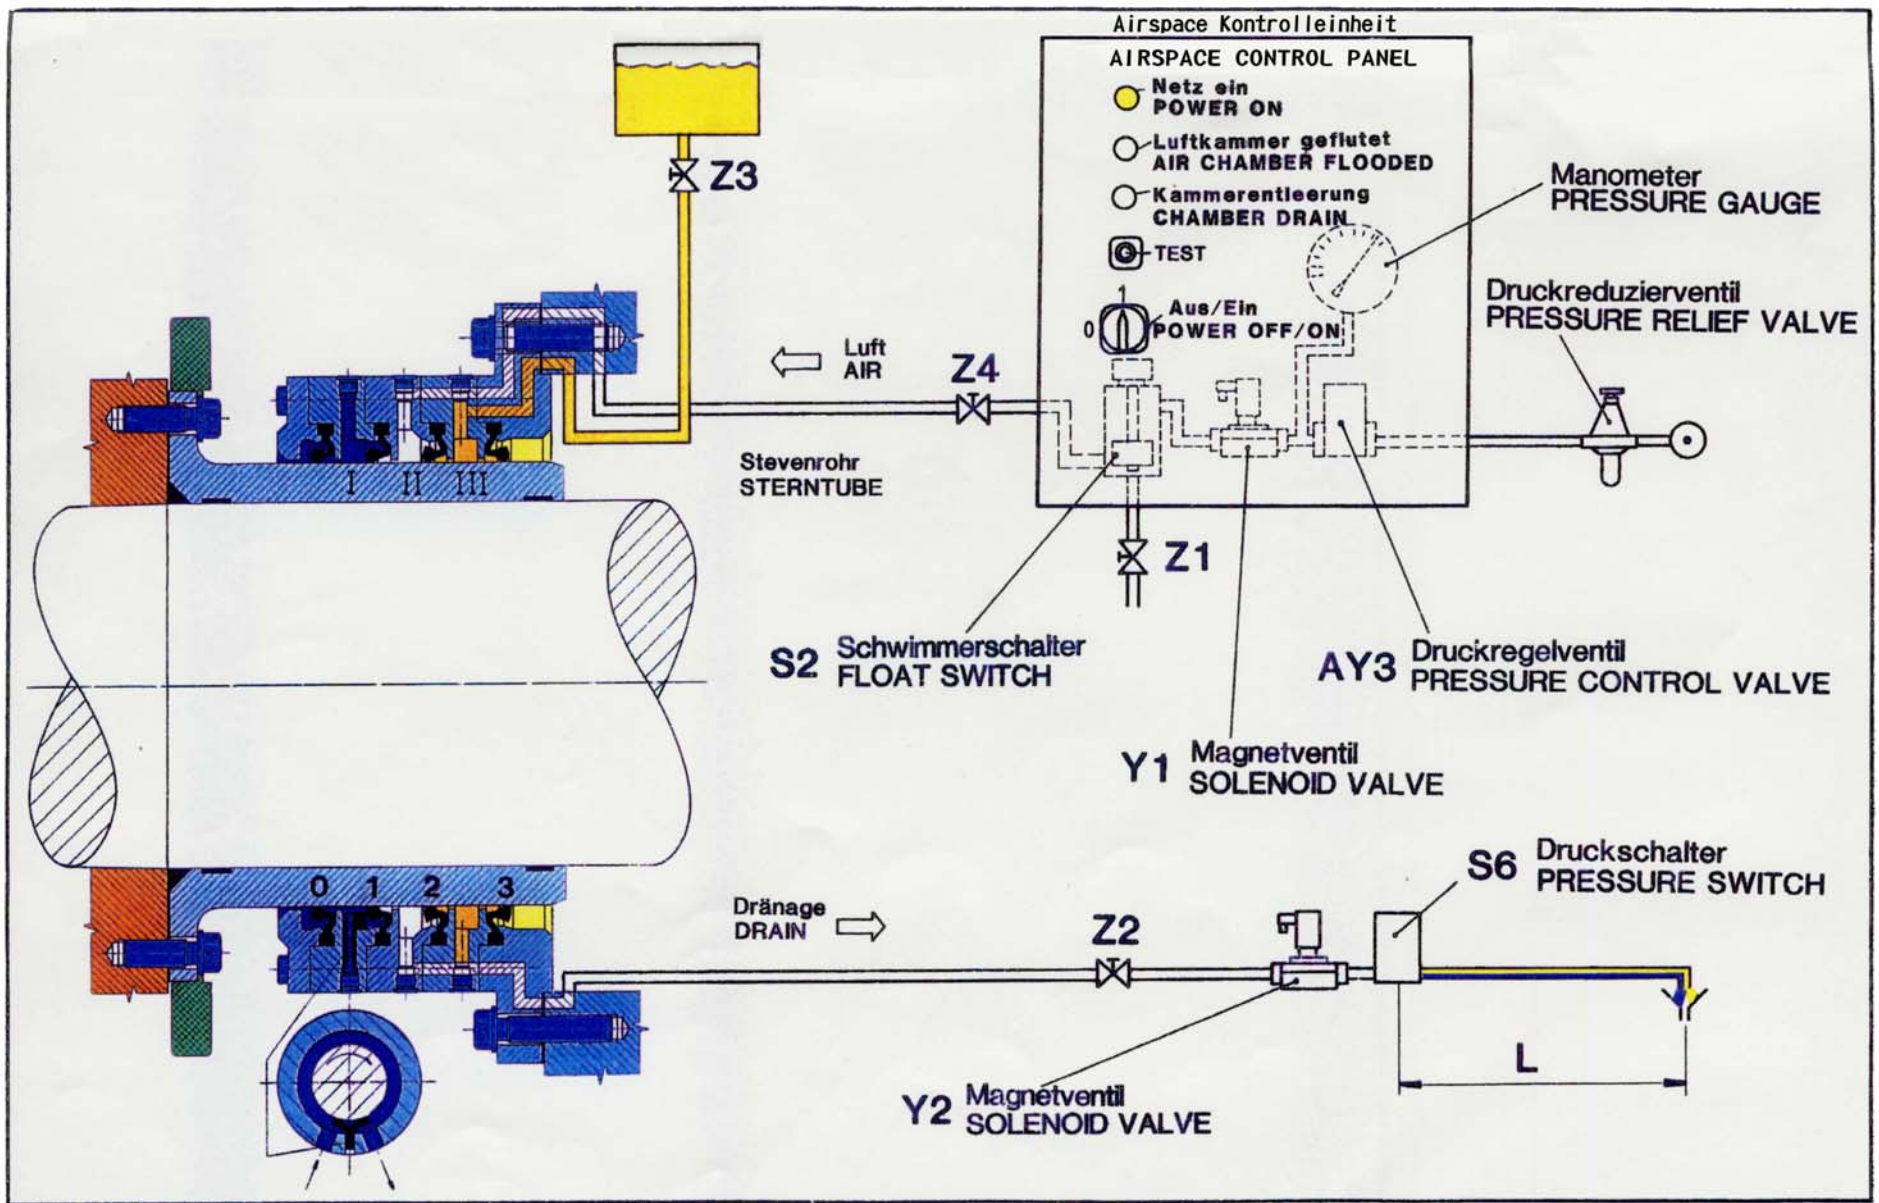 Airspace Kontrolleinheit
AIRSPACE CONTROL PANEL
Netz ein
POWER ON
Luftkammer geflutet
AIR CHAMBER FLOODED
Kammerentleerung
CHAMBER DRAIN
TEST
1
0
Aus/Ein
POWER OFF/ON
Manometer
PRESSURE GAUGE
Druckreduzierventil
PRESSURE RELIEF VALVE
Z3
Luft
AIR
Z4
Stevenrohr
STERNTUBE
I II III
Z1
S2 Schwimmerschalter
FLOAT SWITCH
AY3 Druckregelventil
PRESSURE CONTROL VALVE
Y1 Magnetventil
SOLENOID VALVE
S6 Druckschalter
PRESSURE SWITCH
0 1 2 3
Dränage
DRAIN
Z2
L
Y2 Magnetventil
SOLENOID VALVE